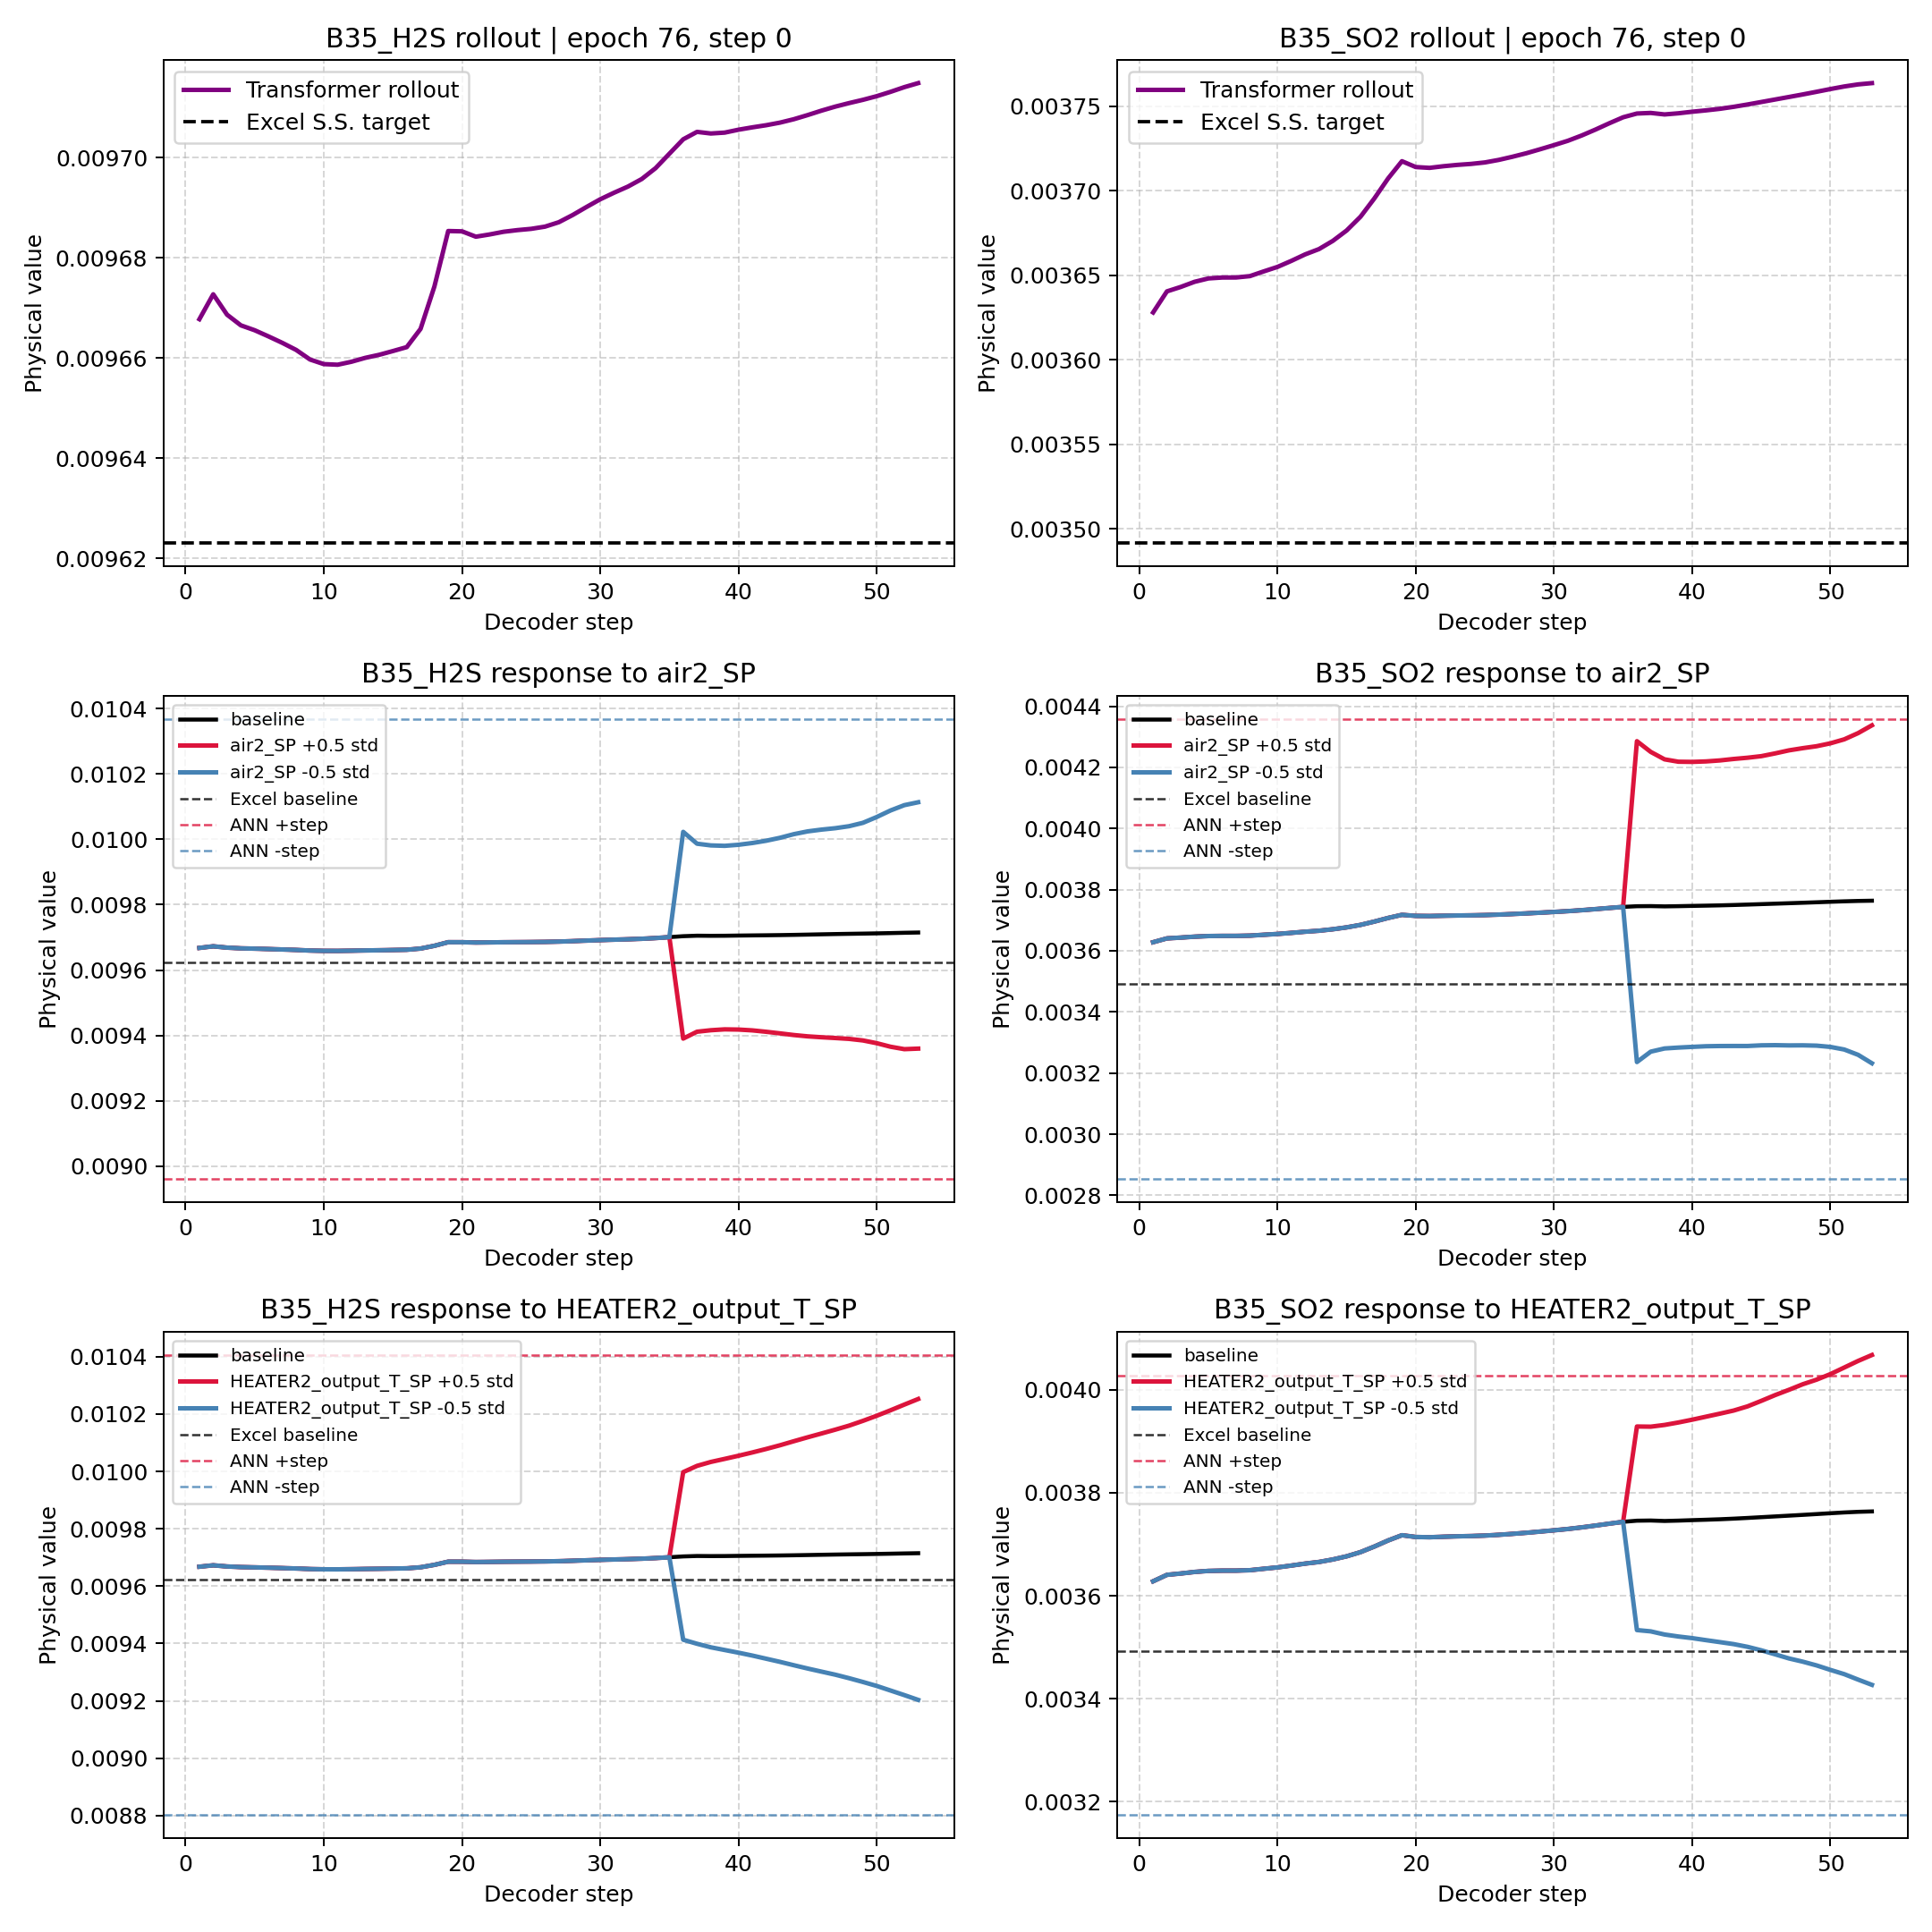 B35_H2S rollout | epoch 76, step 0
Transformer rollout
Excel S.S. target
Physical value
0.00970
0.00968
0.00966
0.00964
0.00962
0 10 20 30 40 50
Decoder step
B35_SO2 rollout | epoch 76, step 0
Transformer rollout
Excel S.S. target
Physical value
0.00375
0.00370
0.00365
0.00360
0.00355
0.00350
0 10 20 30 40 50
Decoder step
B35_H2S response to air2_SP
baseline
air2_SP +0.5 std
air2_SP -0.5 std
Excel baseline
ANN +step
ANN -step
Physical value
0.0104
0.0102
0.0100
0.0098
0.0096
0.0094
0.0092
0.0090
0 10 20 30 40 50
Decoder step
B35_SO2 response to air2_SP
baseline
air2_SP +0.5 std
air2_SP -0.5 std
Excel baseline
ANN +step
ANN -step
Physical value
0.0044
0.0042
0.0040
0.0038
0.0036
0.0034
0.0032
0.0030
0.0028
0 10 20 30 40 50
Decoder step
B35_H2S response to HEATER2_output_T_SP
baseline
HEATER2_output_T_SP +0.5 std
HEATER2_output_T_SP -0.5 std
Excel baseline
ANN +step
ANN -step
Physical value
0.0104
0.0102
0.0100
0.0098
0.0096
0.0094
0.0092
0.0090
0.0088
0 10 20 30 40 50
Decoder step
B35_SO2 response to HEATER2_output_T_SP
baseline
HEATER2_output_T_SP +0.5 std
HEATER2_output_T_SP -0.5 std
Excel baseline
ANN +step
ANN -step
Physical value
0.0040
0.0038
0.0036
0.0034
0.0032
0 10 20 30 40 50
Decoder step